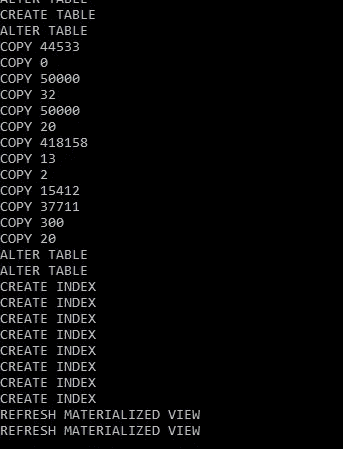 ALTER TABLE
CREATE TABLE
ALTER TABLE
COPY 44533
COPY 0
COPY 50000
COPY 32
COPY 50000
COPY 20
COPY 418158
COPY 13
COPY 2
COPY 15412
COPY 37711
COPY 300
COPY 20
ALTER TABLE
ALTER TABLE
CREATE INDEX
CREATE INDEX
CREATE INDEX
CREATE INDEX
CREATE INDEX
CREATE INDEX
CREATE INDEX
CREATE INDEX
REFRESH MATERIALIZED VIEW
REFRESH MATERIALIZED VIEW